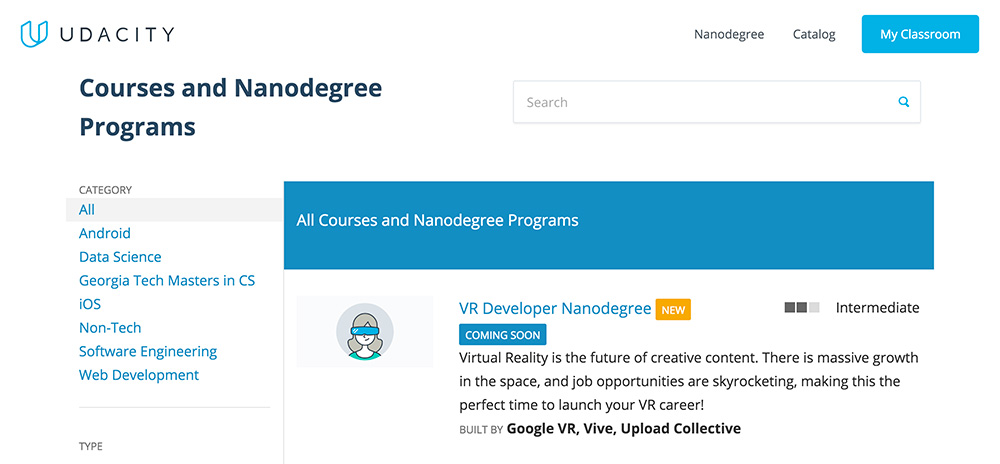 UDACITY
Nanodegree
Catalog
My Classroom
Courses and Nanodegree
Programs
Search
CATEGORY
All
Android
Data Science
Georgia Tech Masters in CS
iOS
Non-Tech
Software Engineering
Web Development
TYPE
All Courses and Nanodegree Programs
VR Developer Nanodegree NEW
Intermediate
COMING SOON
Virtual Reality is the future of creative content. There is massive growth
in the space, and job opportunities are skyrocketing, making this the
perfect time to launch your VR career!
BUILT BY Google VR, Vive, Upload Collective